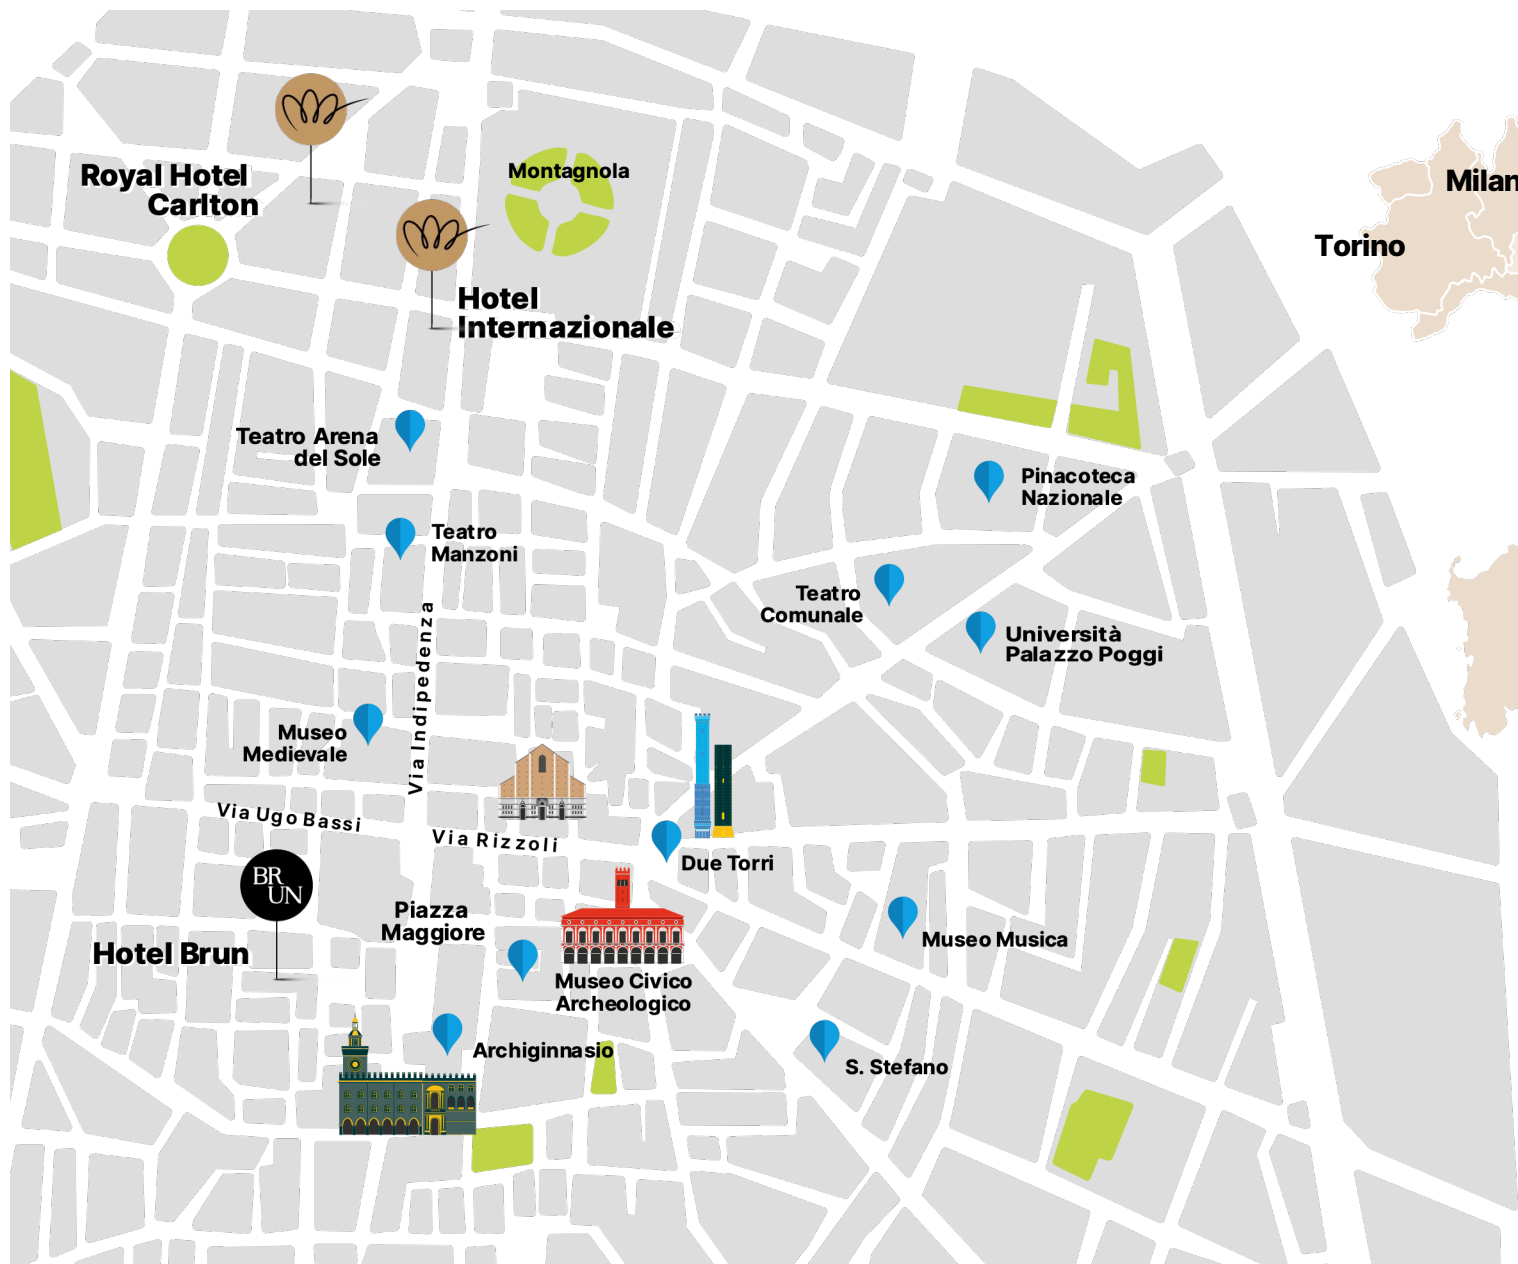 Montagnola
Royal Hotel
Carlton
Milan
Torino
Hotel
Internazionale
Teatro Arena
del Sole
Pinacoteca
Nazionale
Teatro
Manzoni
Teatro
Comunale
Università
Palazzo Poggi
Via Indipedenza
Museo
Medievale
Via Ugo Bassi
Via Rizzoli
Due Torri
BR
UN
Piazza
Maggiore
Museo Musica
Hotel Brun
Museo Civico
Archeologico
Archiginnasio
S. Stefano